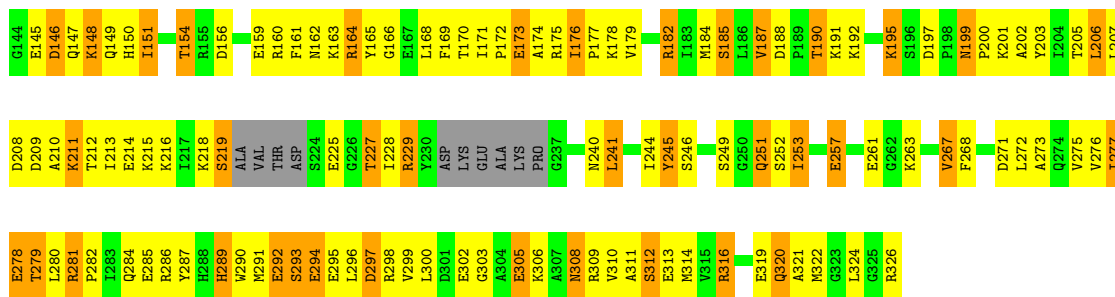 G144 E145 D146 Q147 K148 Q149 H150 I151 T154 R155 D156 E159 R160 F161 N162 K163 R164 Y165 G166 E167 L168 F169 T170 I171 P172 E173 A174 R175 I176 P177 K178 V179 R182 I183 M184 S185 L186 V187 D188 P189 T190 K191 K192 K195 S196 D197 P198 N199 P200 K201 A202 Y203 I204 T205 L206 L207
D208 D209 A210 K211 T212 I213 E214 K215 K216 I217 K218 S219 ALA VAL THR ASP S224 E225 G226 T227 I228 R229 Y230 ASP LYS GLU ALA LYS PRO G237 N240 L241 I244 Y245 S246 S249 G250 Q251 S252 I253 E257 E261 G262 K263 V267 F268 D271 L272 A273 Q274 V275 V276
E278 T279 L280 R281 P282 I283 Q284 E285 R286 Y287 H288 H289 W290 M291 E292 S293 E294 E295 L296 D297 R298 V299 L300 D301 E302 G303 A304 E305 K306 A307 N308 R309 V310 A311 S312 E313 M314 V315 R316 E319 Q320 A321 M322 G323 L324 G325 R326